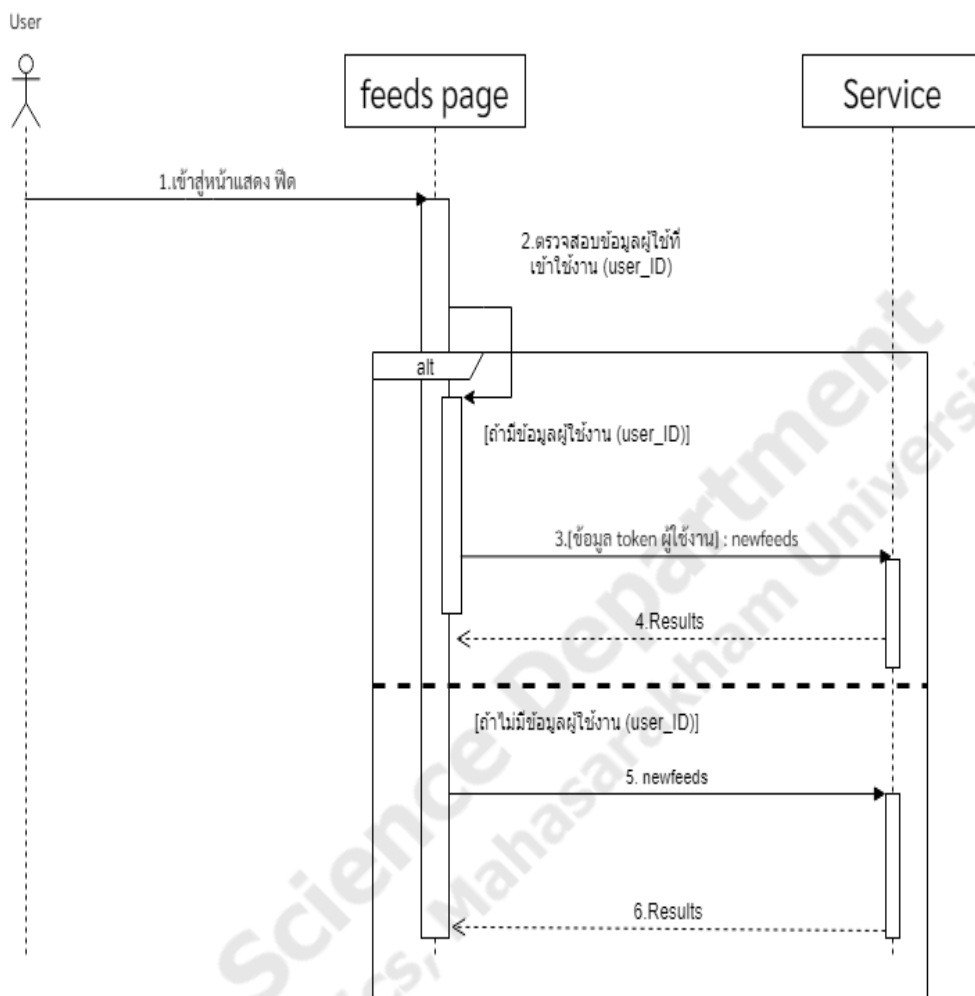 User
feeds page
Service
1.เข้าสู่หน้าแสดง ฟีด
2.ตรวจสอบข้อมูลผู้ใช้ที่
เข้าใช้งาน (user_ID)
alt
[ถ้ามีข้อมูลผู้ใช้งาน (user_ID)]
3.[ข้อมูล token ผู้ใช้งาน] : newfeeds
4.Results
[ถ้าไม่มีข้อมูลผู้ใช้งาน (user_ID)]
5. newfeeds
6.Results
Science Department
Mahasarakham